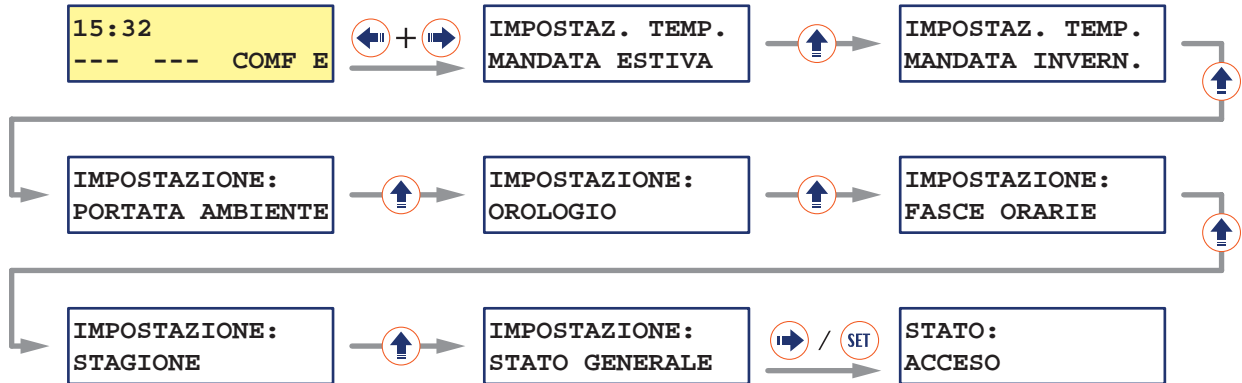 15:32
--- --- COMF E
+
IMPOSTAZ. TEMP.
MANDATA ESTIVA
IMPOSTAZ. TEMP.
MANDATA INVERN.
IMPOSTAZIONE:
PORTATA AMBIENTE
IMPOSTAZIONE:
OROLOGIO
IMPOSTAZIONE:
FASCE ORARIE
IMPOSTAZIONE:
STAGIONE
IMPOSTAZIONE:
STATO GENERALE
/ SET
STATO:
ACCESO